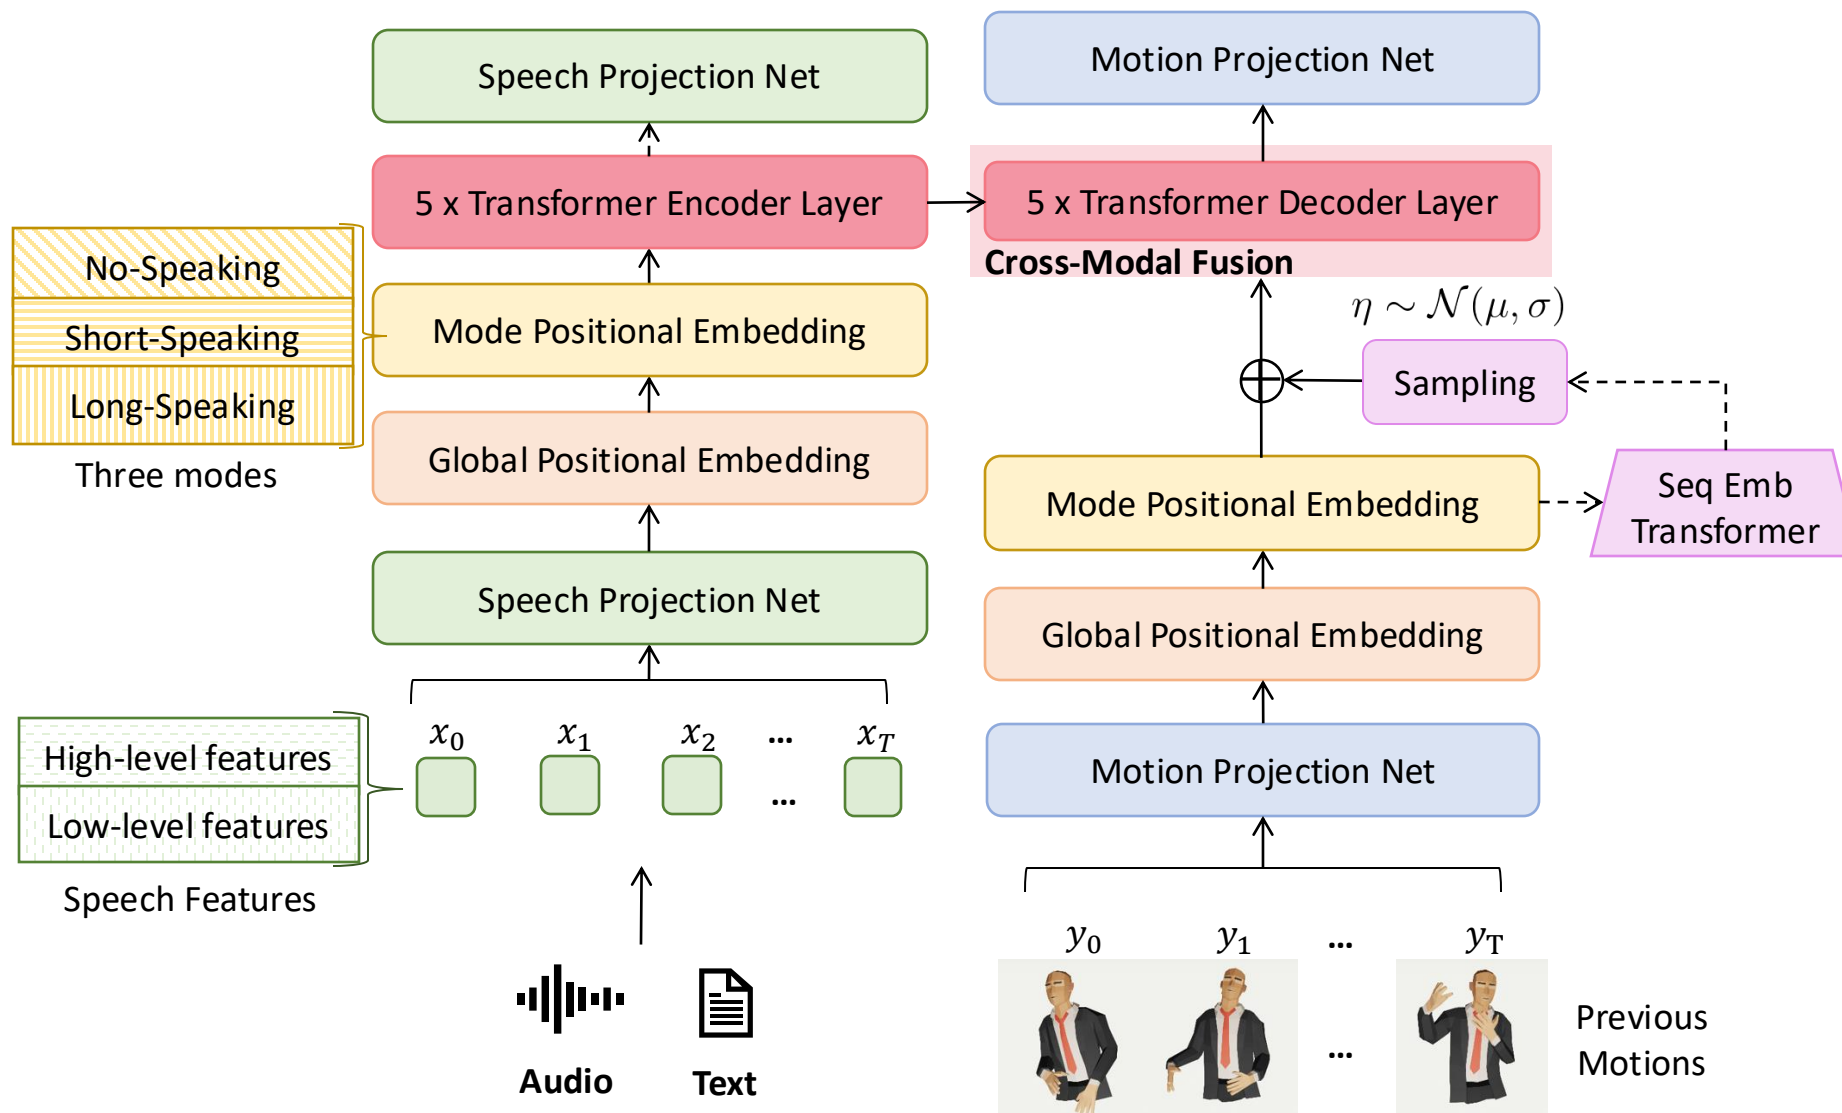 Speech Projection Net
Motion Projection Net
5 x Transformer Encoder Layer
5 x Transformer Decoder Layer
Cross-Modal Fusion
No-Speaking
Short-Speaking
Long-Speaking
Three modes
Mode Positional Embedding
η ∼ 𝒩(μ, σ)
Sampling
Global Positional Embedding
Mode Positional Embedding
Seq Emb
Transformer
Speech Projection Net
Global Positional Embedding
x₀ x₁ x₂ ... x_T
...
High-level features
Low-level features
Speech Features
Motion Projection Net
y₀ y₁ ... y_T
...
Previous
Motions
Audio
Text